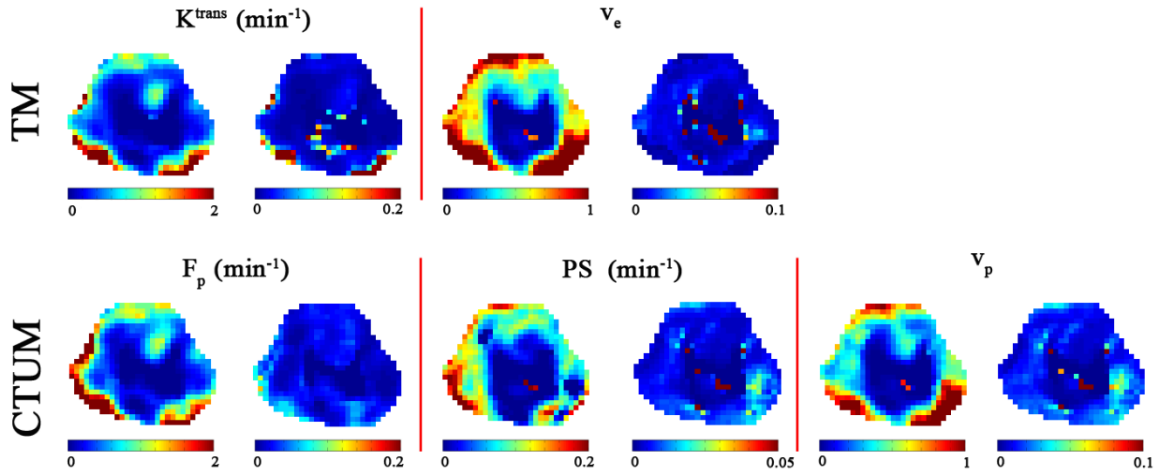 K^trans (min⁻¹)
v_e
TM
0 2
0 0.2
0 1
0 0.1
F_p (min⁻¹)
PS (min⁻¹)
v_p
CTUM
0 2
0 0.2
0 0.2
0 0.05
0 1
0 0.1